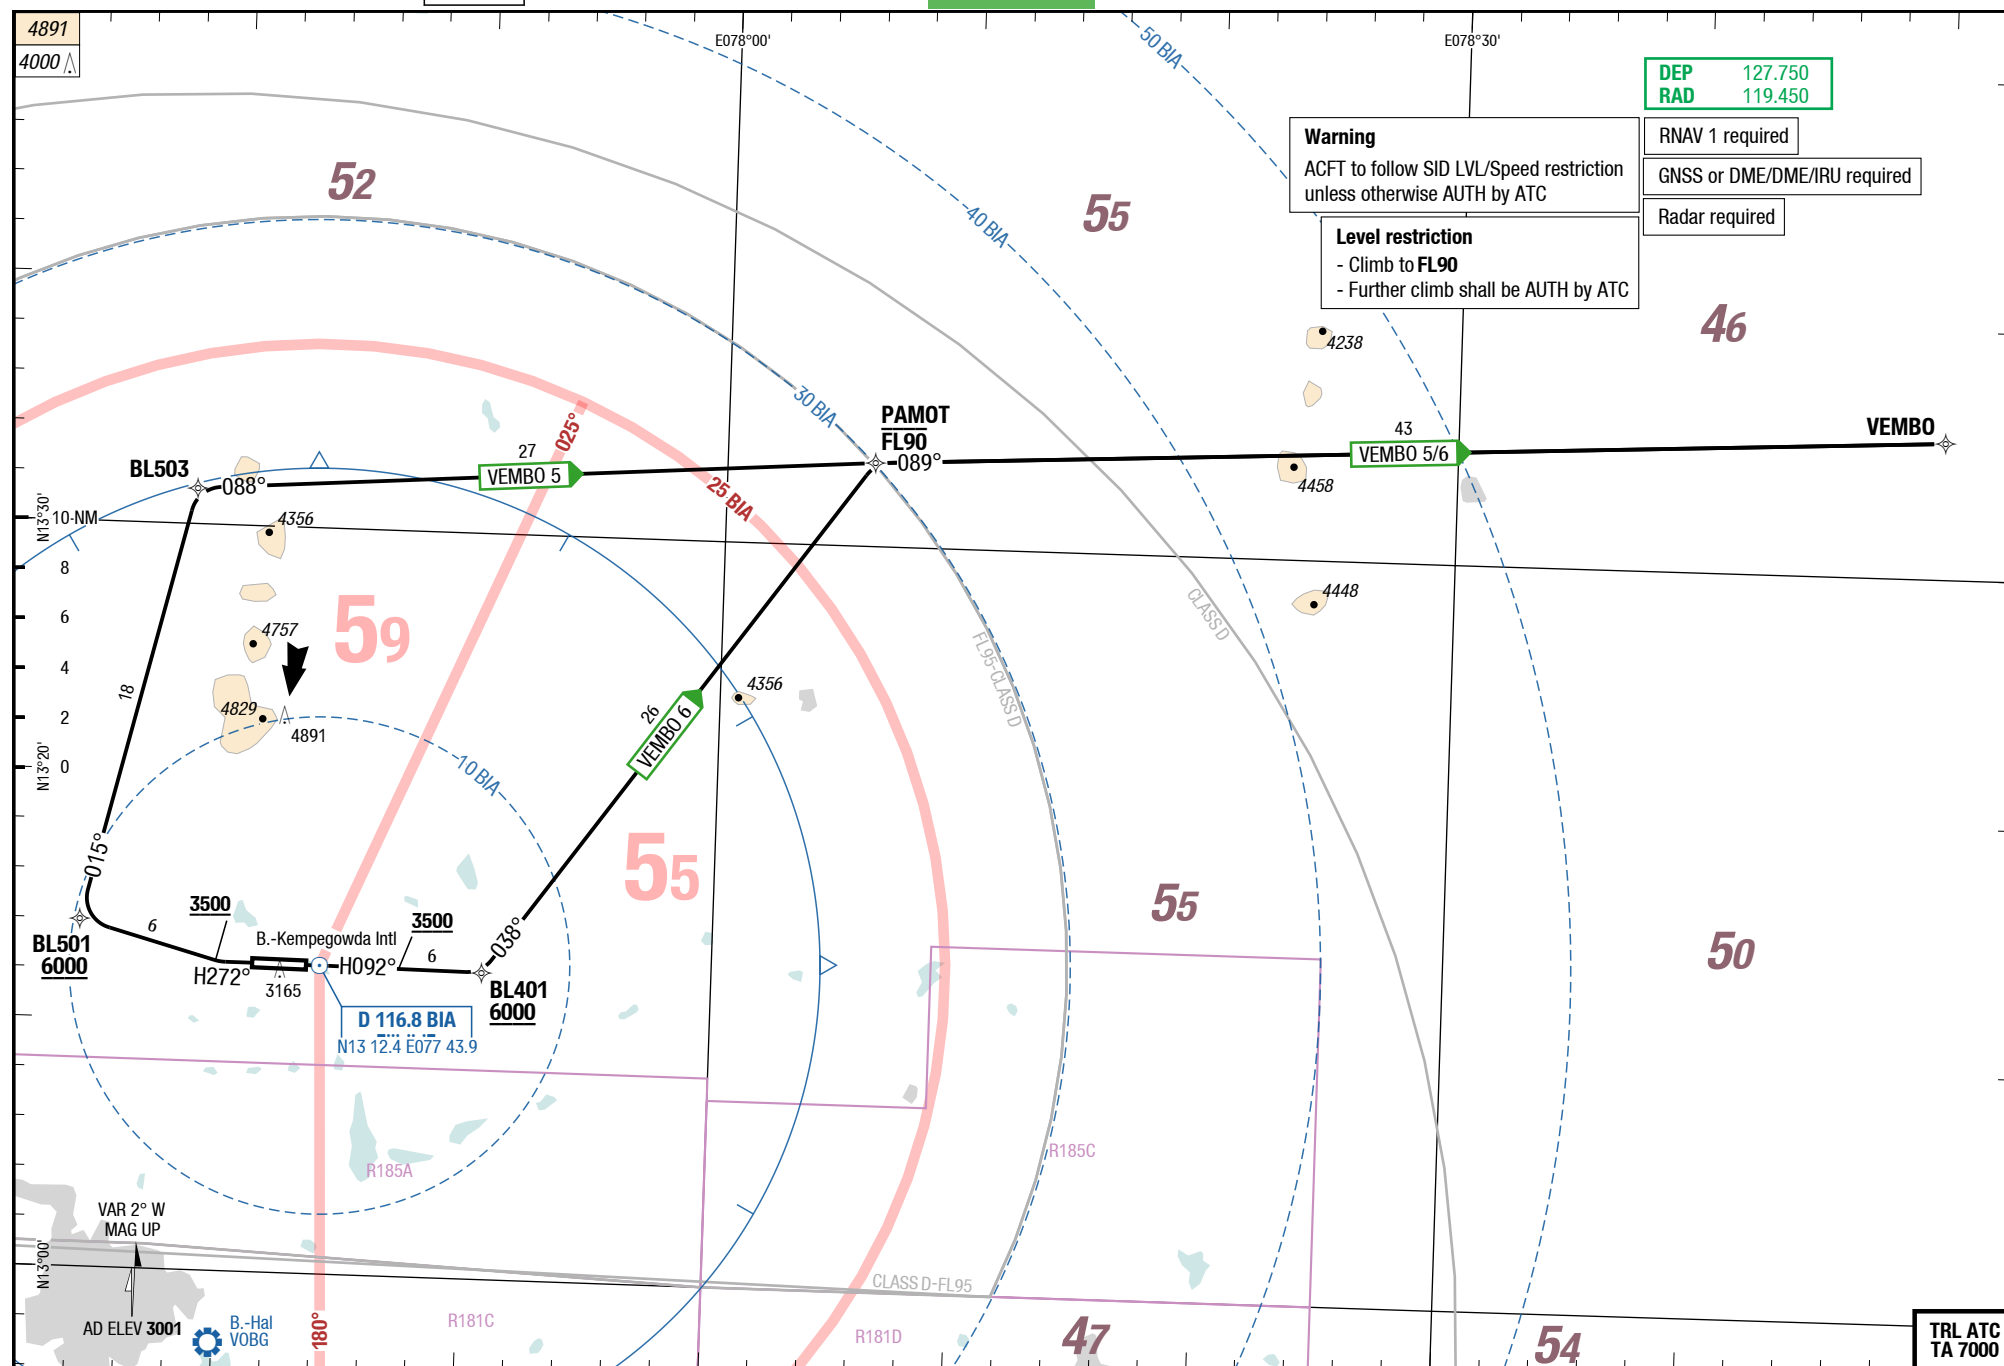 4891
4000
E078°00'
E078°30'
50 BIA
DEP 127.750
RAD 119.450
Warning
ACFT to follow SID LVL/Speed restriction
unless otherwise AUTH by ATC
RNAV 1 required
GNSS or DME/DME/IRU required
Radar required
Level restriction
- Climb to FL90
- Further climb shall be AUTH by ATC
52
55
40 BIA
46
4238
30 BIA
PAMOT
FL90
089°
43
VEMBO 5/6
VEMBO
BL503
088°
27
VEMBO 5
025°
25 BIA
4458
N13°30'
10-NM
8
6
4
2
0
4356
4757
59
4829
4891
18
N13°20'
10 BIA
26
VEMBO 6
4356
CLASS D
FL95-CLASS D
4448
015°
6
3500
B.-Kempegowda Intl
3500
6
038°
55
55
50
BL501
6000
H272°
3165
H092°
BL401
6000
D 116.8 BIA
N13 12.4 E077 43.9
R185A
R185C
VAR 2° W
MAG UP
N13°00'
AD ELEV 3001
B.-Hal
VOBG
180°
R181C
CLASS D-FL95
R181D
47
54
TRL ATC
TA 7000